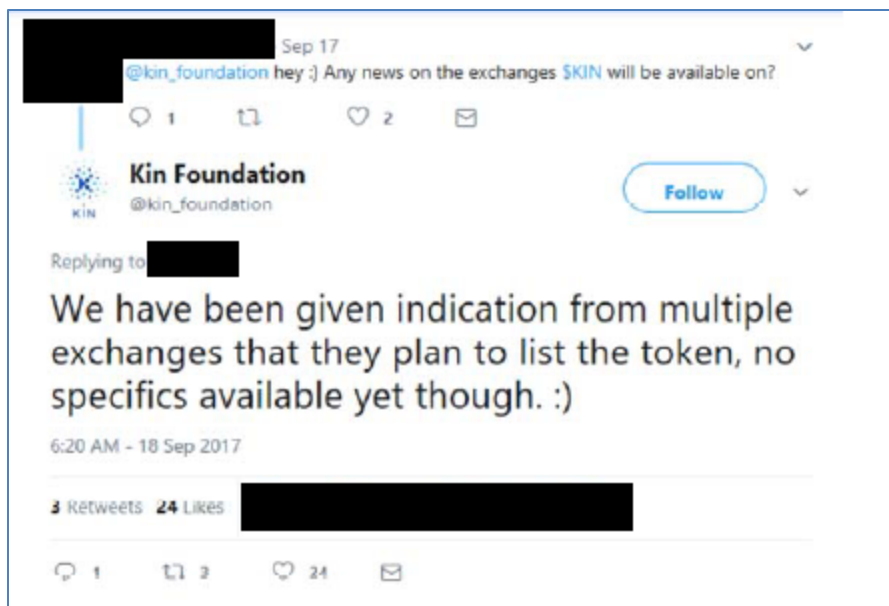 Sep 17
@kin_foundation hey :) Any news on the exchanges $KIN will be available on?
1 2
Kin Foundation
@kin_foundation
KIN
Follow
Replying to
We have been given indication from multiple
exchanges that they plan to list the token, no
specifics available yet though. :)
6:20 AM - 18 Sep 2017
3 Retweets 24 Likes
1 3 24